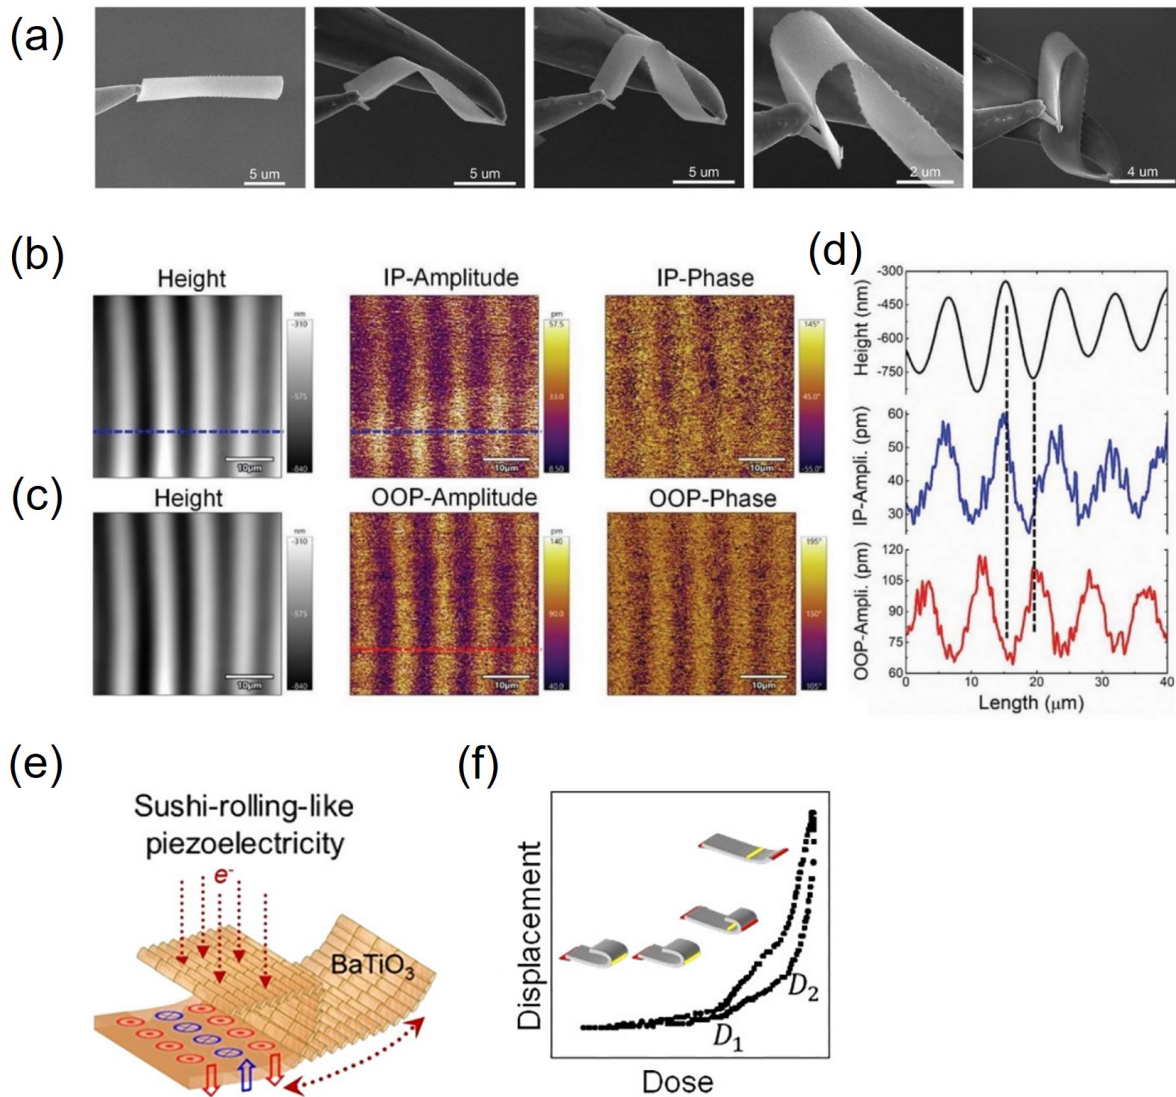 (a)
5 um
5 um
5 um
2 um
4 um
(b)
Height
nm
-310
-575
-840
10μm
IP-Amplitude
pm
57.5
33.0
8.50
10μm
IP-Phase
145°
45.0°
-55.0°
10μm
(c)
Height
nm
-310
-575
-840
10μm
OOP-Amplitude
pm
140
90.0
40.0
10μm
OOP-Phase
195°
150°
105°
10μm
(d)
Height (nm)
-300
-450
-600
-750
IP-Ampli. (pm)
60
50
40
30
OOP-Ampli. (pm)
120
105
90
75
60
0 10 20 30 40
Length (μm)
(e)
Sushi-rolling-like
piezoelectricity
e-
BaTiO3
(f)
Displacement
D1
D2
Dose